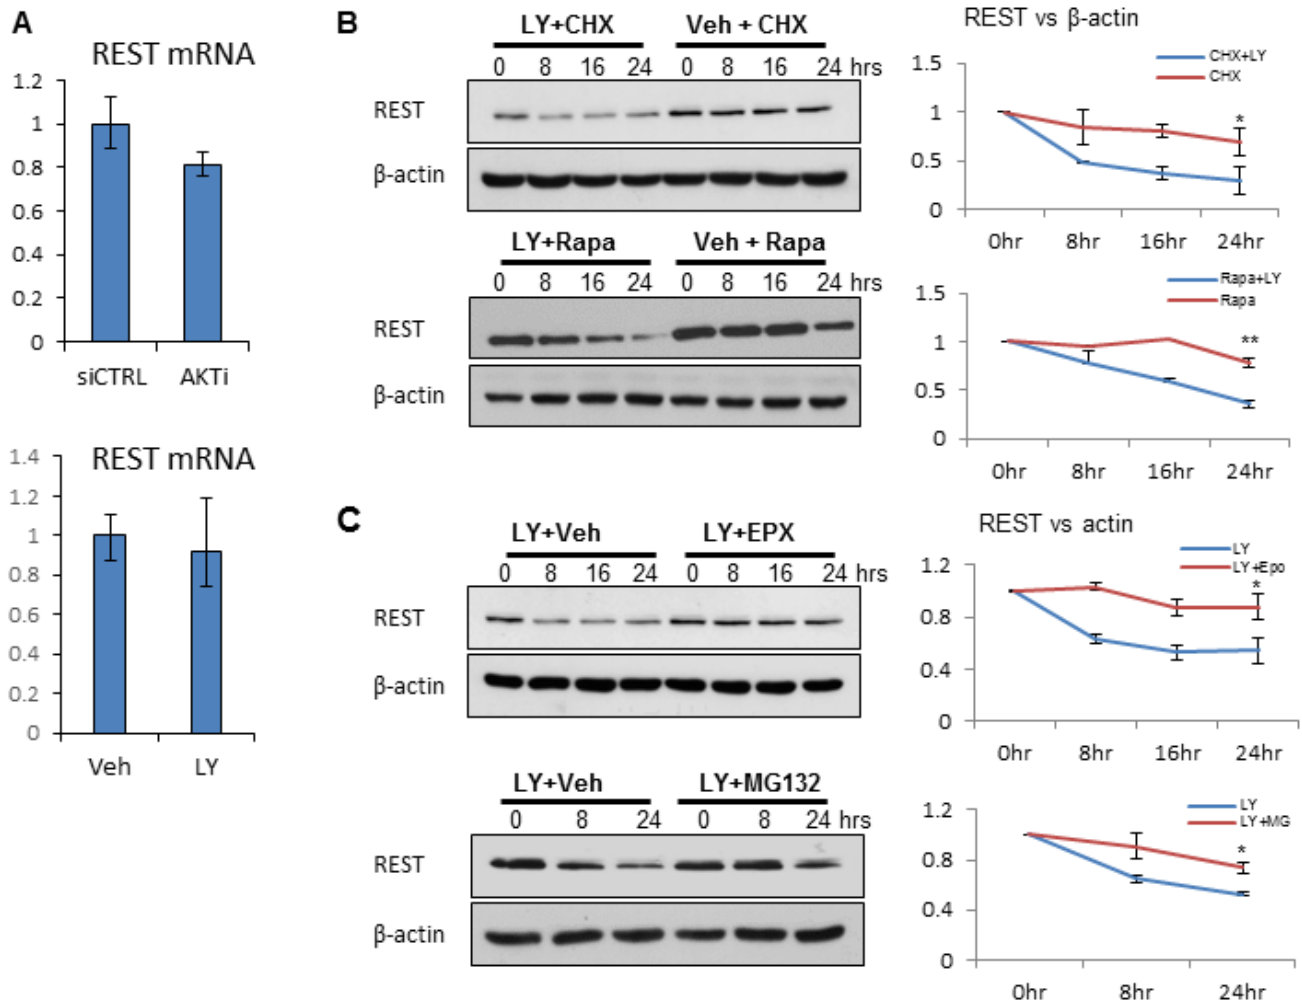 A
REST mRNA
1.2
1
0.8
0.6
0.4
0.2
0
siCTRL AKTi
REST mRNA
1.4
1.2
1
0.8
0.6
0.4
0.2
0
Veh LY
B
LY+CHX Veh + CHX
0 8 16 24 0 8 16 24 hrs
REST
β-actin
LY+Rapa Veh + Rapa
0 8 16 24 0 8 16 24 hrs
REST
β-actin
REST vs β-actin
CHX+LY
CHX
1.5
1
0.5
0
*
0hr 8hr 16hr 24hr
Rapa+LY
Rapa
1.5
1
0.5
0
**
0hr 8hr 16hr 24hr
C
LY+Veh LY+EPX
0 8 16 24 0 8 16 24 hrs
REST
β-actin
LY+Veh LY+MG132
0 8 24 0 8 24 hrs
REST
β-actin
REST vs actin
LY
LY+Epo
1.2
0.8
0.4
0
*
0hr 8hr 16hr 24hr
LY
LY+MG
1.2
0.8
0.4
0
*
0hr 8hr 24hr